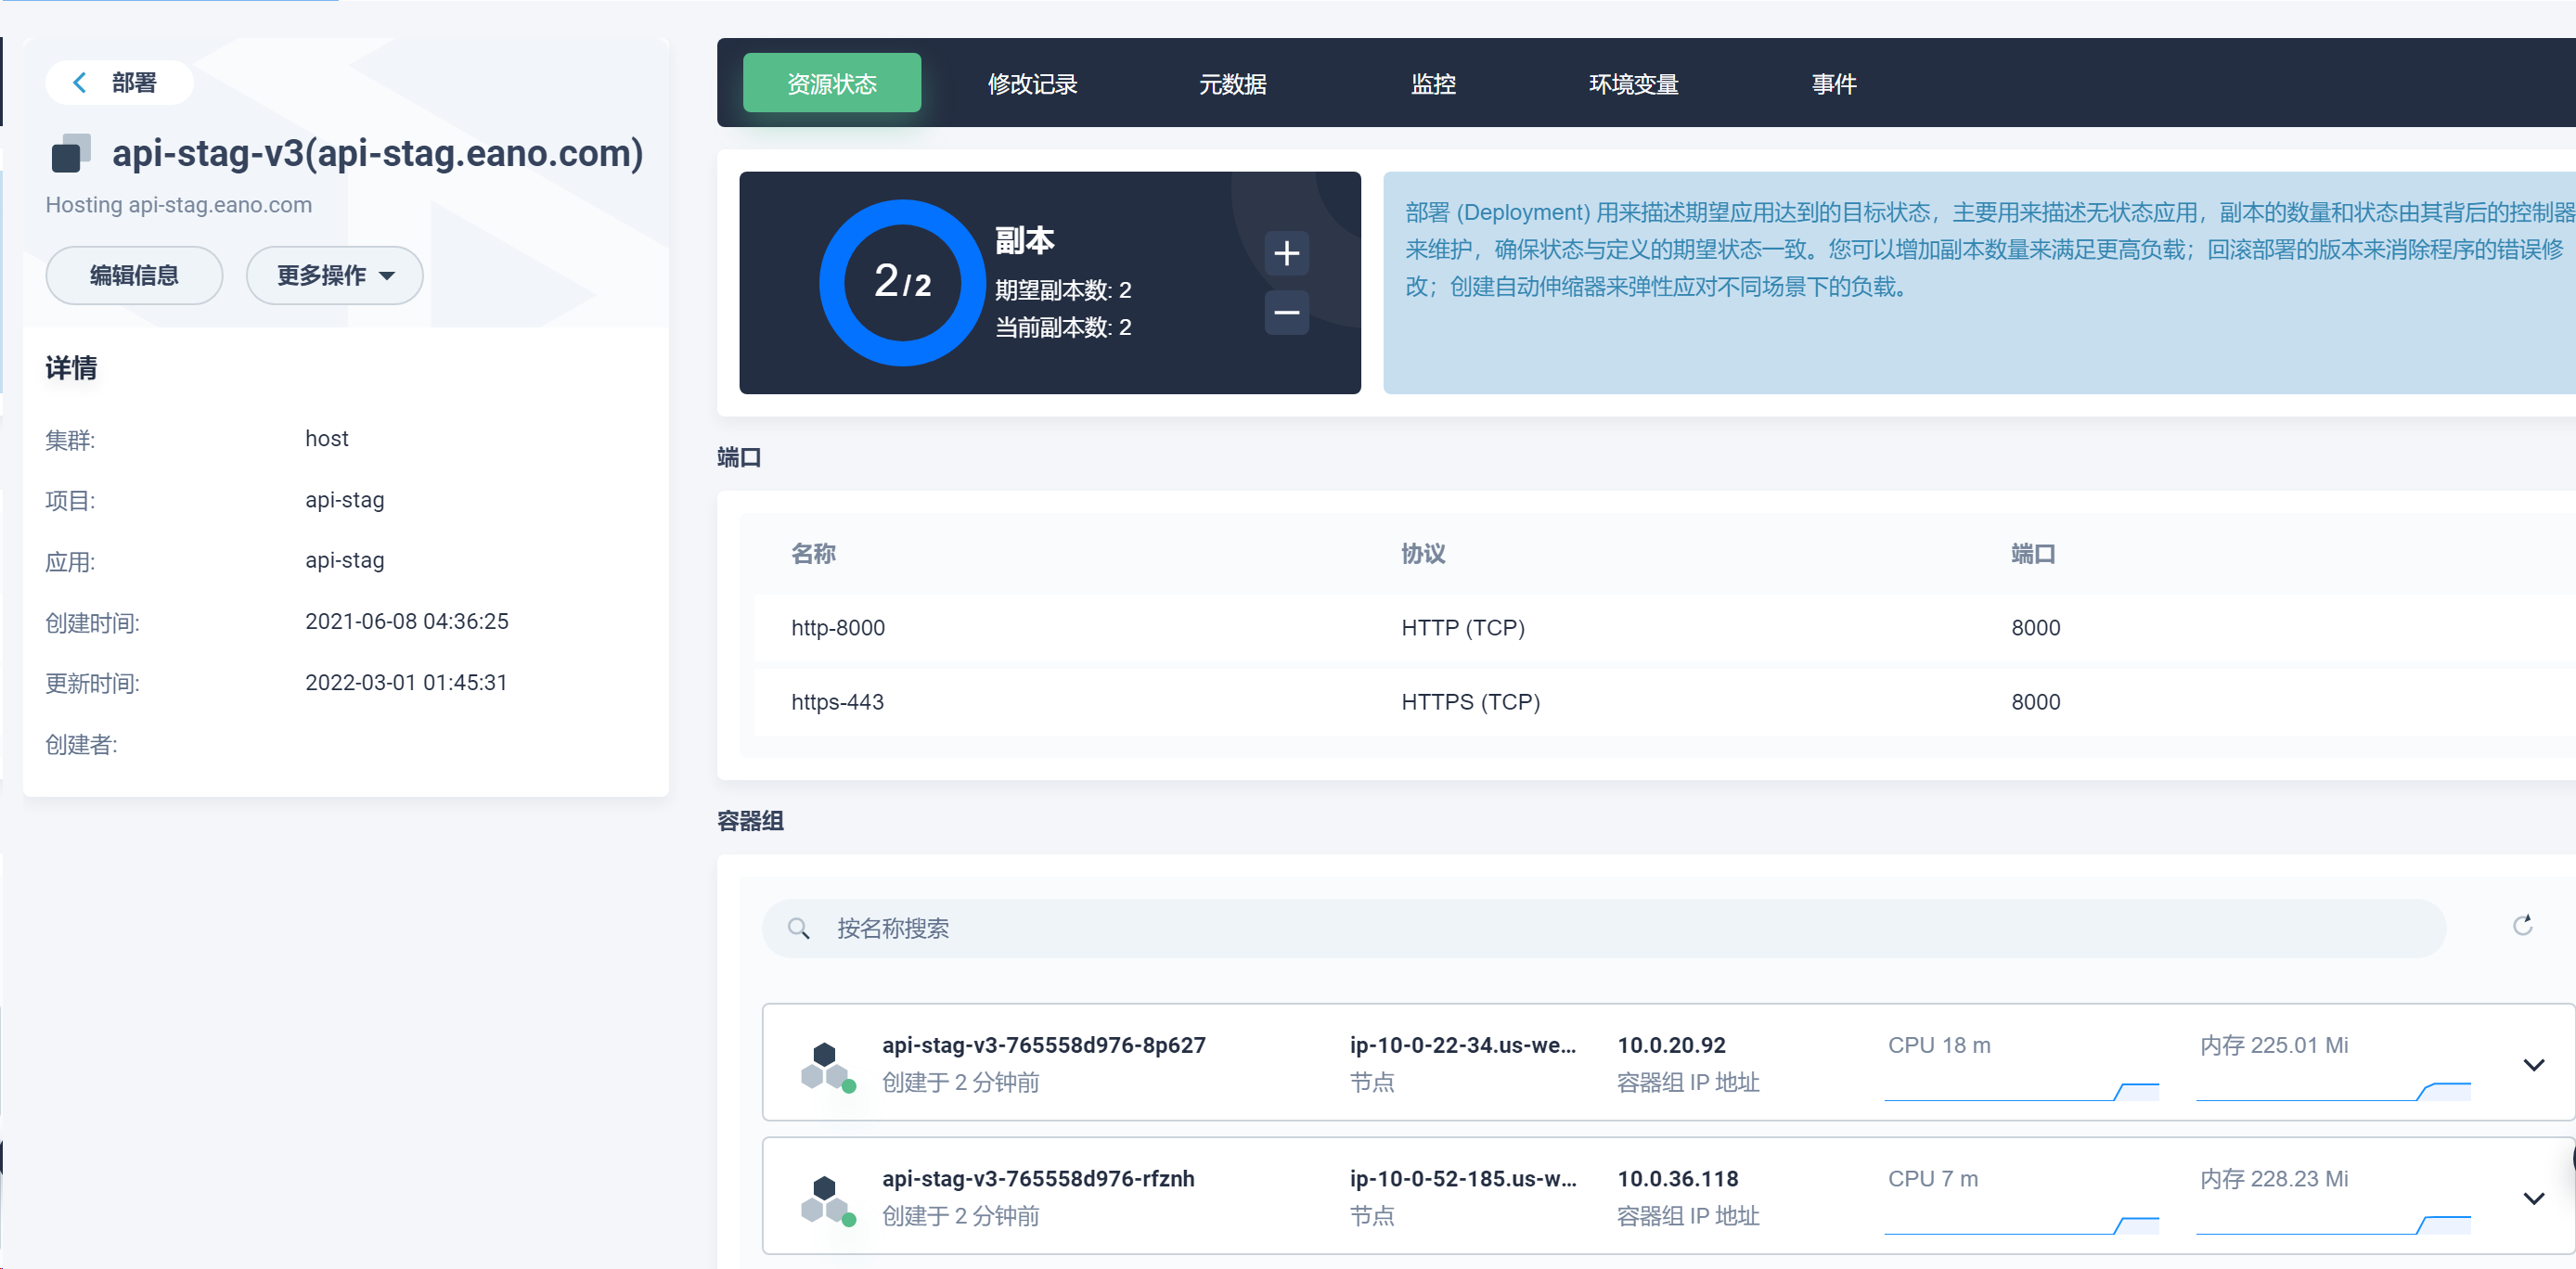 部署
api-stag-v3(api-stag.eano.com)
Hosting api-stag.eano.com
编辑信息
更多操作
详情
集群: host
项目: api-stag
应用: api-stag
创建时间: 2021-06-08 04:36:25
更新时间: 2022-03-01 01:45:31
创建者:
资源状态 修改记录 元数据 监控 环境变量 事件
2/2
副本
期望副本数: 2
当前副本数: 2
部署 (Deployment) 用来描述期望应用达到的目标状态，主要用来描述无状态应用，副本的数量和状态由其背后的控制器
来维护，确保状态与定义的期望状态一致。您可以增加副本数量来满足更高负载；回滚部署的版本来消除程序的错误修
改；创建自动伸缩器来弹性应对不同场景下的负载。
端口
名称 协议 端口
http-8000 HTTP (TCP) 8000
https-443 HTTPS (TCP) 8000
容器组
按名称搜索
api-stag-v3-765558d976-8p627 ip-10-0-22-34.us-we... 10.0.20.92 CPU 18 m 内存 225.01 Mi
创建于 2 分钟前 节点 容器组 IP 地址
api-stag-v3-765558d976-rfznh ip-10-0-52-185.us-w... 10.0.36.118 CPU 7 m 内存 228.23 Mi
创建于 2 分钟前 节点 容器组 IP 地址